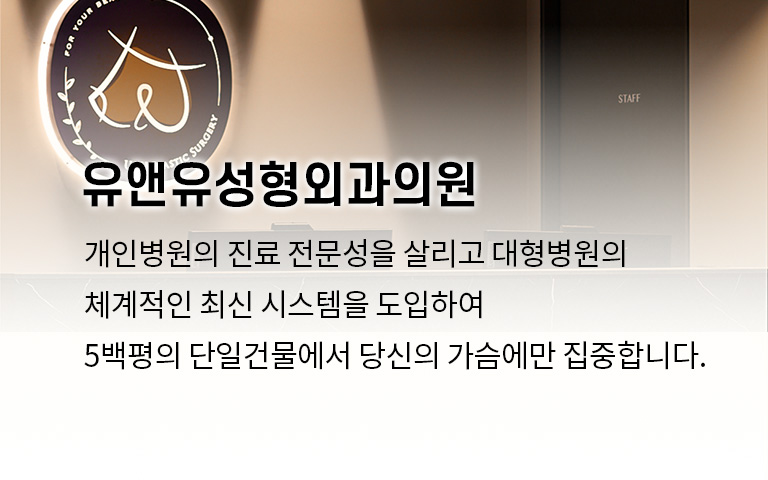 FOR YOUR BEA
STIC SURGERY
STAFF
유앤유성형외과의원
개인병원의 진료 전문성을 살리고 대형병원의
체계적인 최신 시스템을 도입하여
5백평의 단일건물에서 당신의 가슴에만 집중합니다.